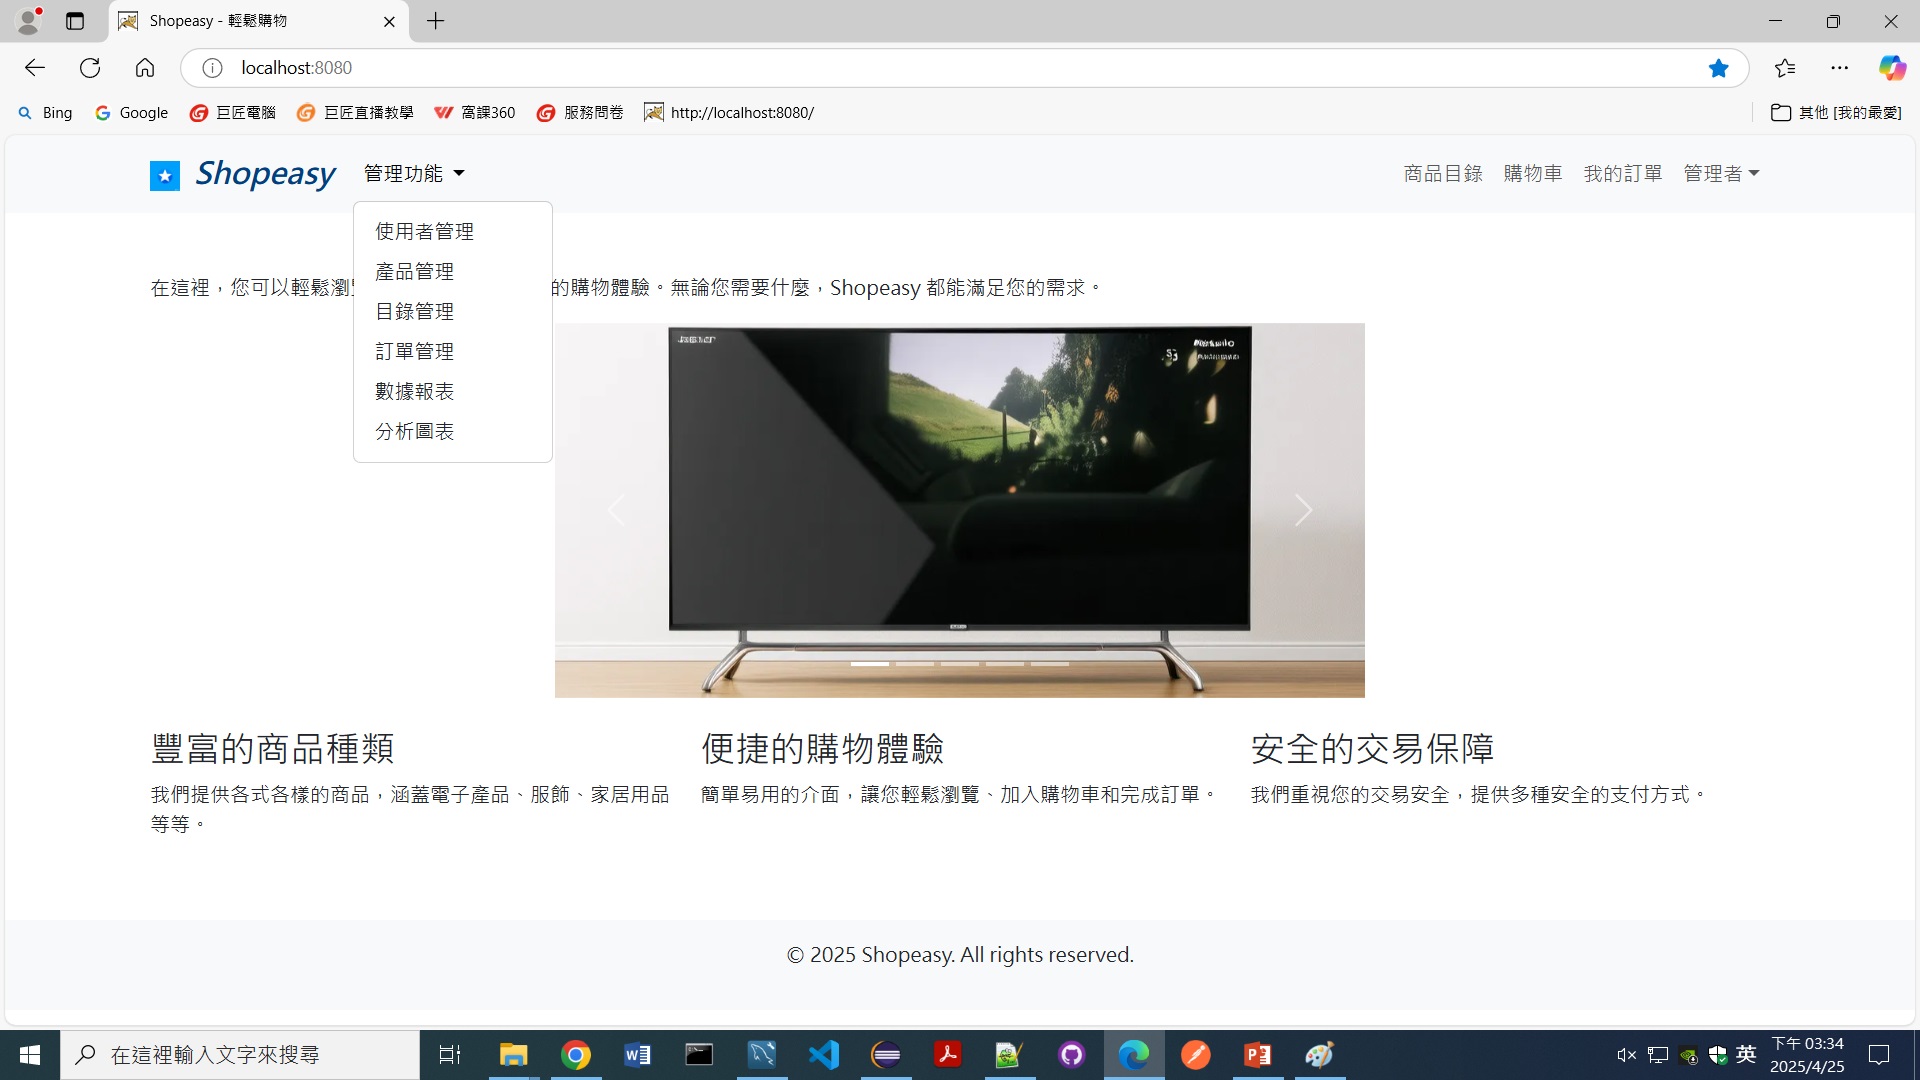 Shopeasy - 輕鬆購物
localhost:8080
Bing
Google
巨匠電腦
巨匠直播教學
窩課360
服務問卷
http://localhost:8080/
其他 [我的最愛]
Shopeasy
管理功能
商品目錄
購物車
我的訂單
管理者
使用者管理
產品管理
目錄管理
訂單管理
數據報表
分析圖表
在這裡，您可以輕鬆瀏
的購物體驗。無論您需要什麼，Shopeasy 都能滿足您的需求。
豐富的商品種類
我們提供各式各樣的商品，涵蓋電子產品、服飾、家居用品
等等。
便捷的購物體驗
簡單易用的介面，讓您輕鬆瀏覽、加入購物車和完成訂單。
安全的交易保障
我們重視您的交易安全，提供多種安全的支付方式。
© 2025 Shopeasy. All rights reserved.
在這裡輸入文字來搜尋
英
下午 03:34
2025/4/25